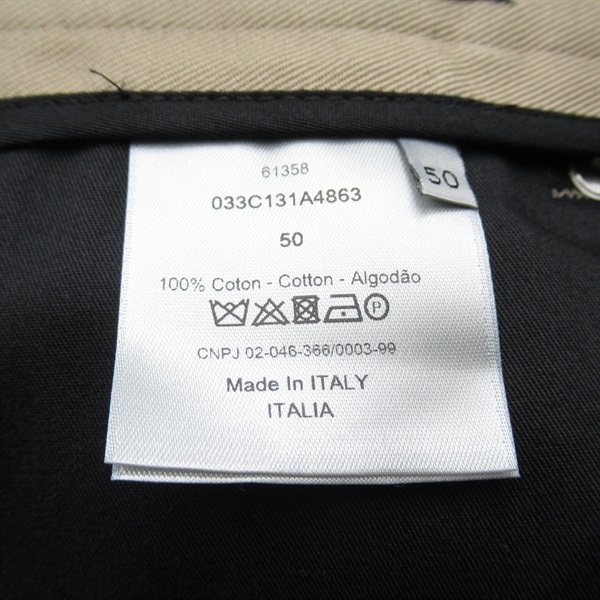 61358
033C131A4863
50
50
100% Coton - Cotton - Algodão
P
CNPJ 02-046-366/0003-99
Made In ITALY
ITALIA